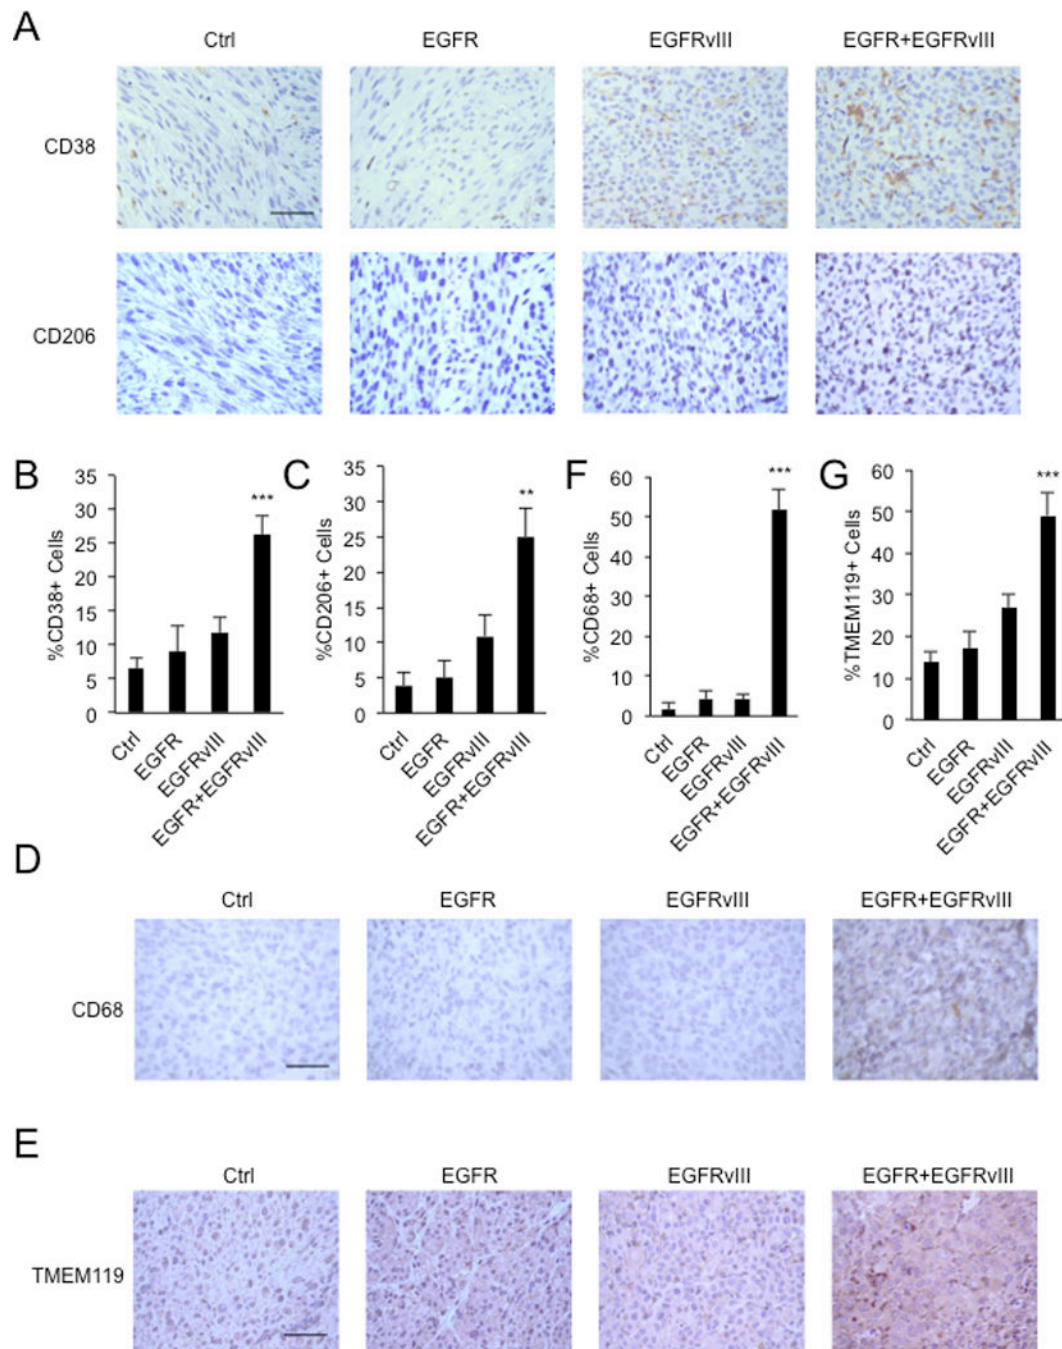 A
Ctrl EGFR EGFRvIII EGFR+EGFRvIII
CD38
CD206
B
35
30
25
20
15
10
5
0
%CD38+ Cells
***
Ctrl
EGFR
EGFRvIII
EGFR+EGFRvIII
C
35
30
25
20
15
10
5
0
%CD206+ Cells
**
Ctrl
EGFR
EGFRvIII
EGFR+EGFRvIII
F
60
50
40
30
20
10
0
%CD68+ Cells
***
Ctrl
EGFR
EGFRvIII
EGFR+EGFRvIII
G
60
50
40
30
20
10
0
%TMEM119+ Cells
***
Ctrl
EGFR
EGFRvIII
EGFR+EGFRvIII
D
Ctrl EGFR EGFRvIII EGFR+EGFRvIII
CD68
E
Ctrl EGFR EGFRvIII EGFR+EGFRvIII
TMEM119